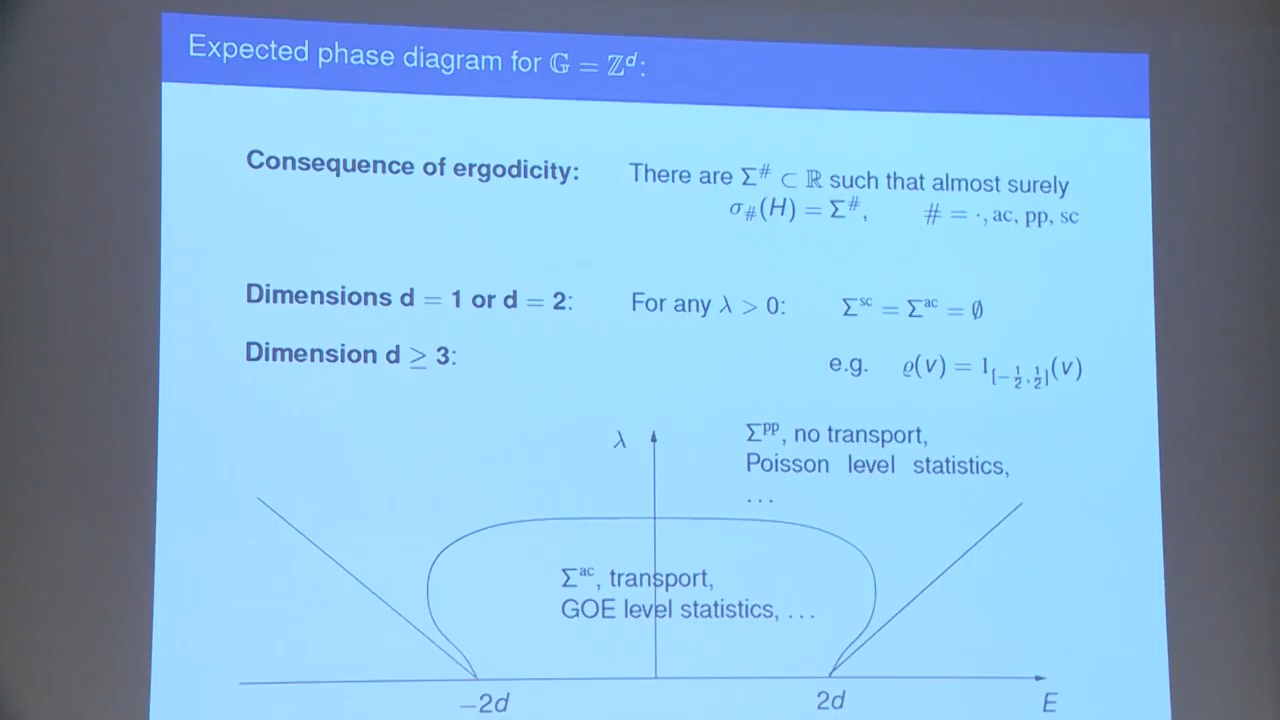 Expected phase diagram for 𝔾 = ℤᵈ:
Consequence of ergodicity: There are Σ^# ⊂ ℝ such that almost surely
σ_#(H) = Σ^#, # = ·, ac, pp, sc
Dimensions d = 1 or d = 2: For any λ > 0: Σ^sc = Σ^ac = ∅
Dimension d ≥ 3: e.g. ϱ(v) = 1_[−½,½](v)
λ
Σ^pp, no transport,
Poisson level statistics,
...
Σ^ac, transport,
GOE level statistics, ...
−2d 2d E